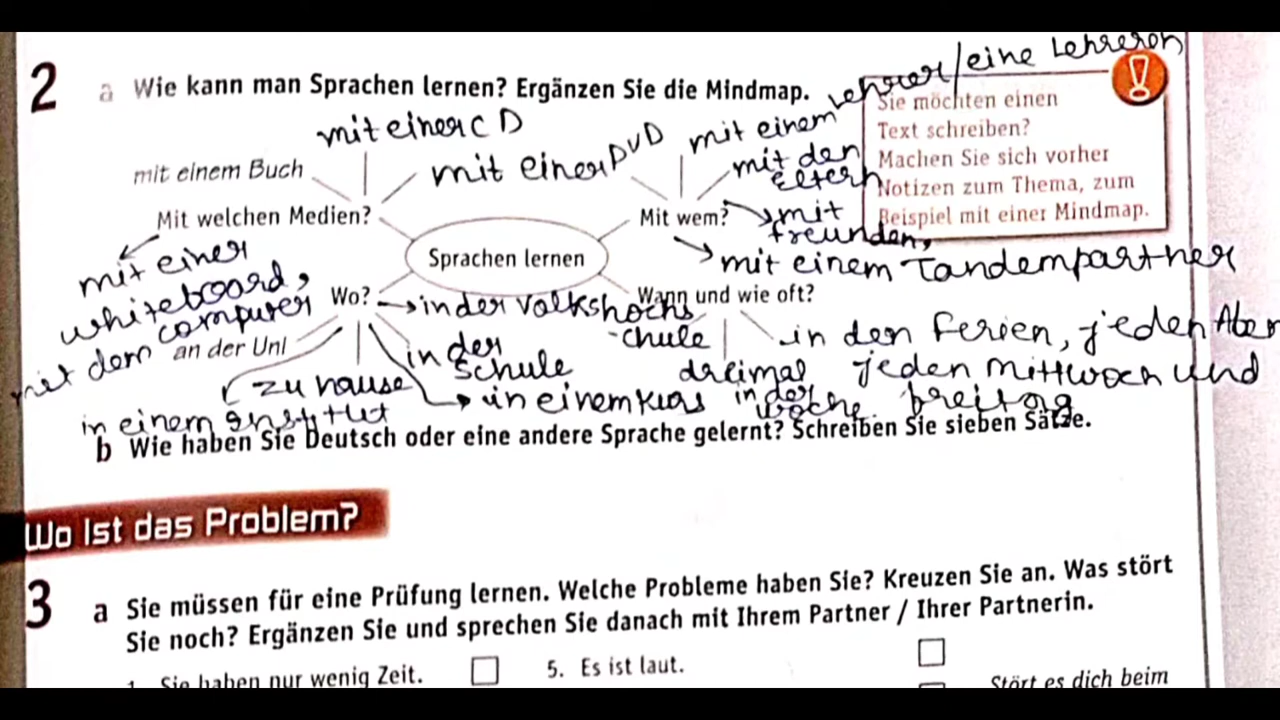 2 a Wie kann man Sprachen lernen? Ergänzen Sie die Mindmap.
mit einer CD
mit einer DVD
mit einem Lehrer/eine Lehreren
mit den Eltern
mit einem Buch
Mit welchen Medien?
Mit wem?
mit freunden,
mit einem Tandempartner
Sie möchten einen
Text schreiben?
Machen Sie sich vorher
Notizen zum Thema, zum
Beispiel mit einer Mindmap.
!
Sprachen lernen
mit einer
whiteboord,
mit dem computer
Wo?
in der volkshochs
-chule
an der Uni
in der
schule
zu hause
in einem kurs
in einem
Wann und wie oft?
in den Ferien, jeden Aben
dreimal
in der
woche.
jeden mittwoch und
freitag
b Wie haben Sie Deutsch oder eine andere Sprache gelernt? Schreiben Sie sieben Sätze.
Wo ist das Problem?
3 a Sie müssen für eine Prüfung lernen. Welche Probleme haben Sie? Kreuzen Sie an. Was stört
Sie noch? Ergänzen Sie und sprechen Sie danach mit Ihrem Partner / Ihrer Partnerin.
1. Sie haben nur wenig Zeit.
5. Es ist laut.
Stört es dich beim